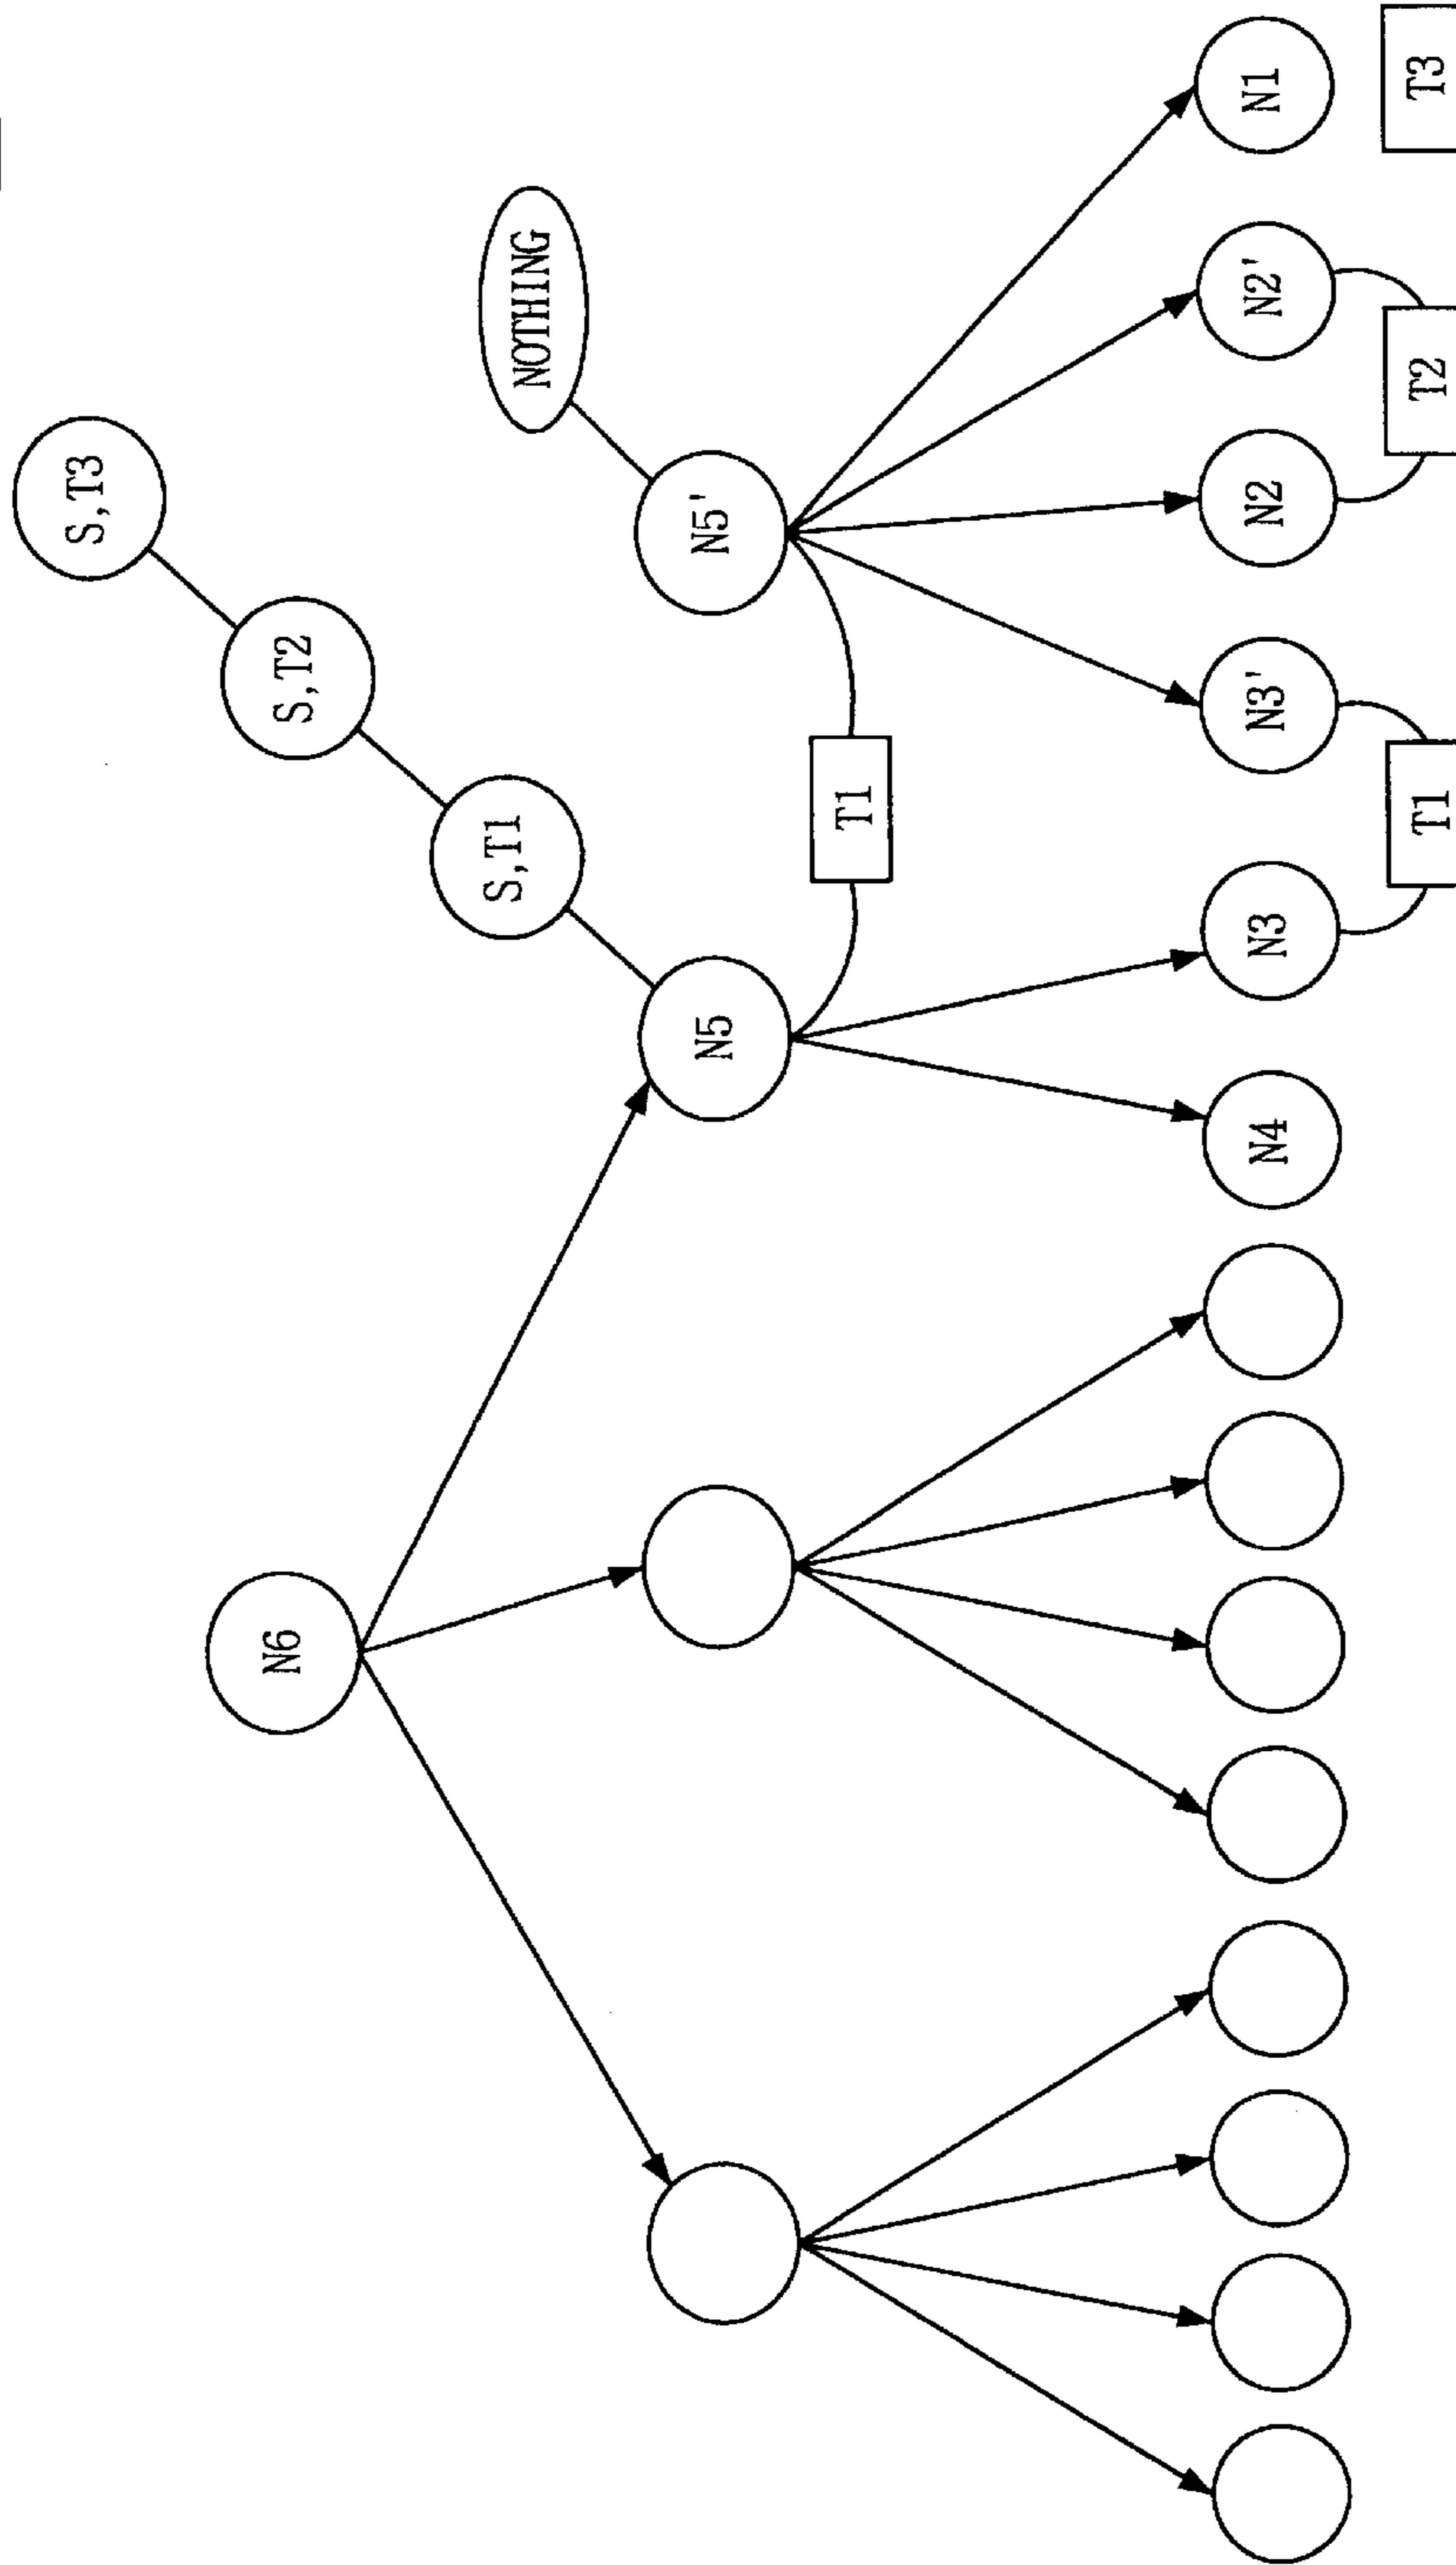 S,T3
S,T2
NOTHING
S,T1
N6
N5
N5'
T1
N4
N3
N3'
N2
N2'
N1
T1
T2
T3